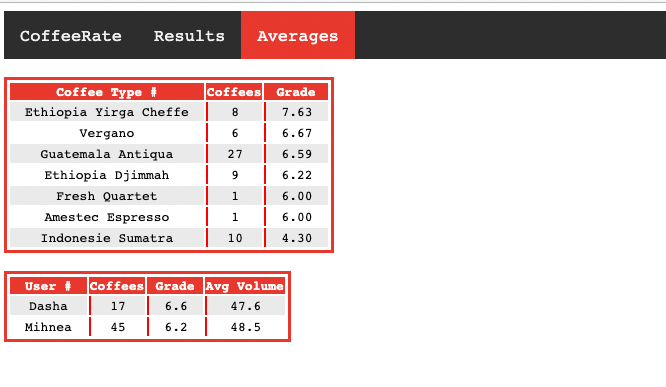 CoffeeRate Results Averages
Coffee Type # Coffees Grade
Ethiopia Yirga Cheffe 8 7.63
Vergano 6 6.67
Guatemala Antiqua 27 6.59
Ethiopia Djimmah 9 6.22
Fresh Quartet 1 6.00
Amestec Espresso 1 6.00
Indonesie Sumatra 10 4.30
User # Coffees Grade Avg Volume
Dasha 17 6.6 47.6
Mihnea 45 6.2 48.5